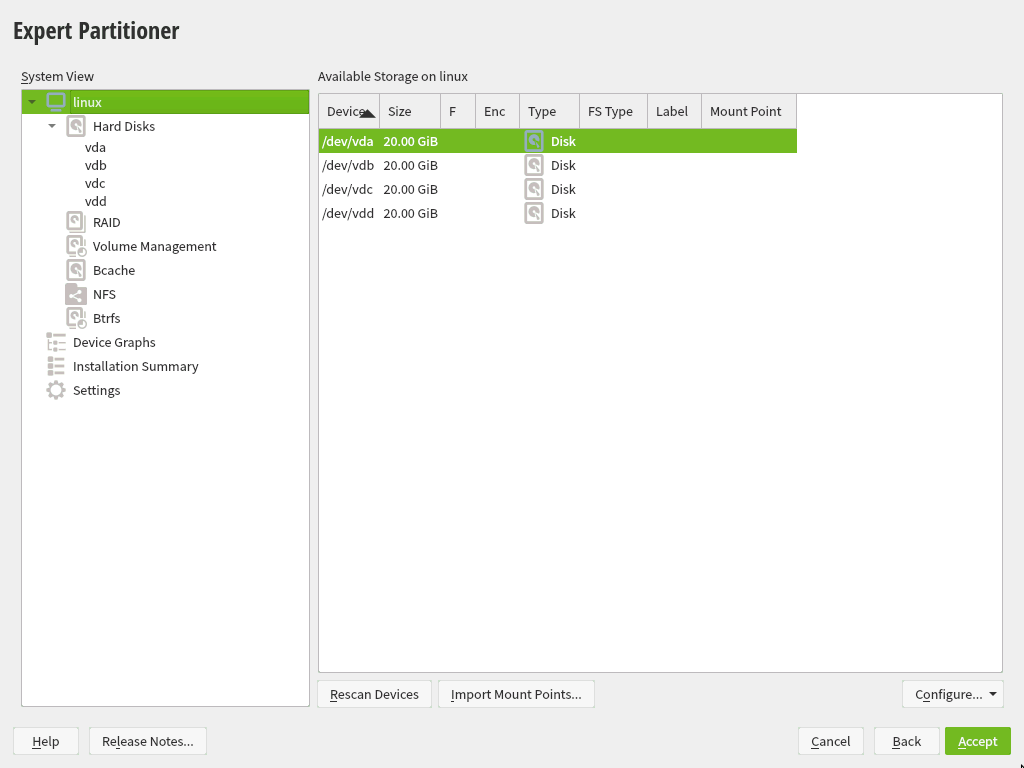 Expert Partitioner
System View
linux
Hard Disks
vda
vdb
vdc
vdd
RAID
Volume Management
Bcache
NFS
Btrfs
Device Graphs
Installation Summary
Settings
Available Storage on linux
Device Size F Enc Type FS Type Label Mount Point
/dev/vda 20.00 GiB Disk
/dev/vdb 20.00 GiB Disk
/dev/vdc 20.00 GiB Disk
/dev/vdd 20.00 GiB Disk
Rescan Devices Import Mount Points... Configure...
Help Release Notes... Cancel Back Accept